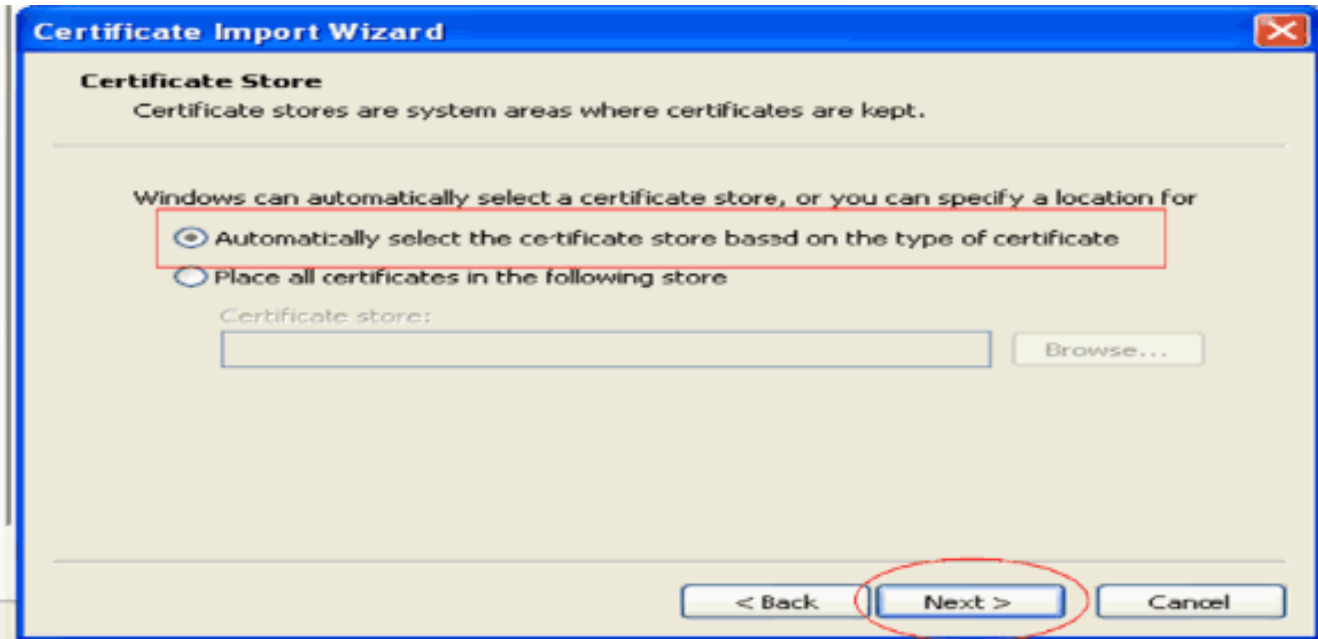 Certificate Import Wizard
Certificate Store
Certificate stores are system areas where certificates are kept.
Windows can automatically select a certificate store, or you can specify a location for
Automatically select the certificate store based on the type of certificate
Place all certificates in the following store
Certificate store:
Browse...
< Back
Next >
Cancel